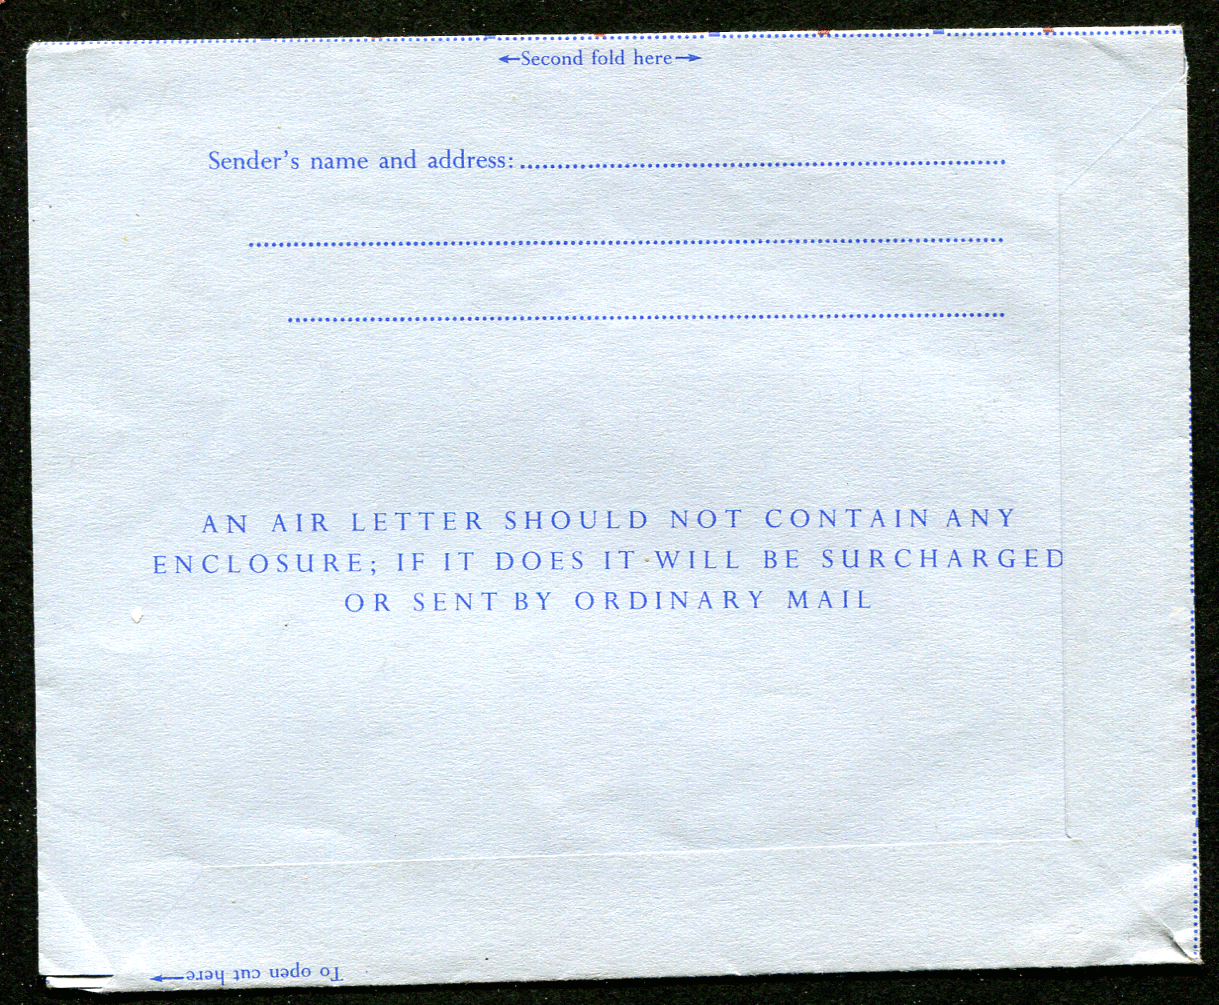 ←Second fold here→
Sender's name and address:
AN AIR LETTER SHOULD NOT CONTAIN ANY
ENCLOSURE; IF IT DOES IT WILL BE SURCHARGED
OR SENT BY ORDINARY MAIL
To open cut here→